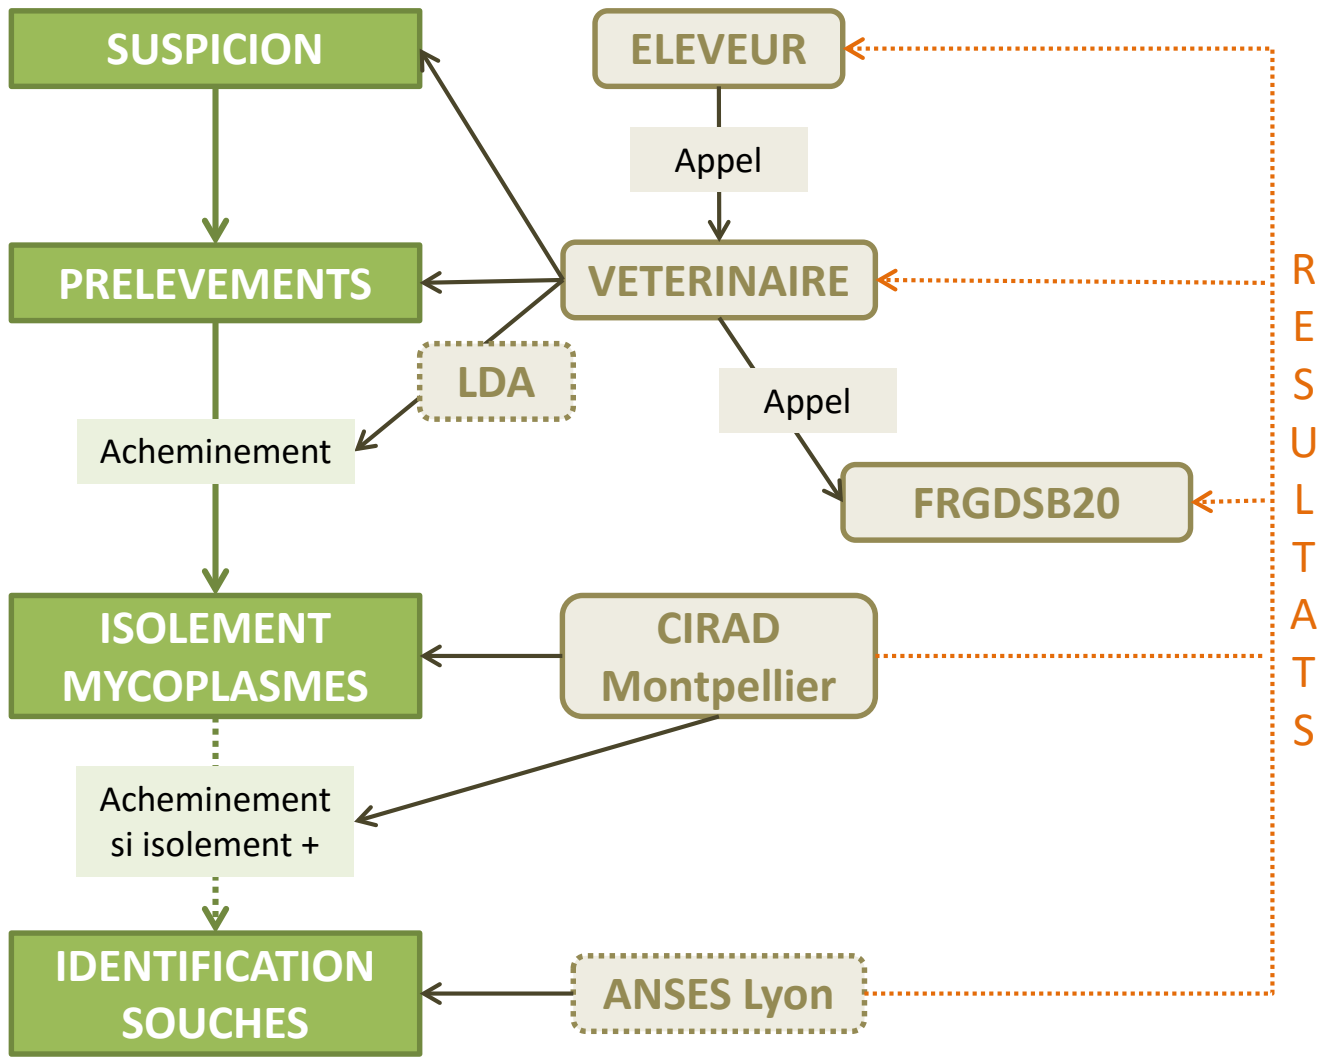 SUSPICION
ELEVEUR
Appel
PRELEVEMENTS
VETERINAIRE
LDA
Appel
Acheminement
FRGDSB20
ISOLEMENT
MYCOPLASMES
CIRAD
Montpellier
Acheminement
si isolement +
IDENTIFICATION
SOUCHES
ANSES Lyon
R
E
S
U
L
T
A
T
S